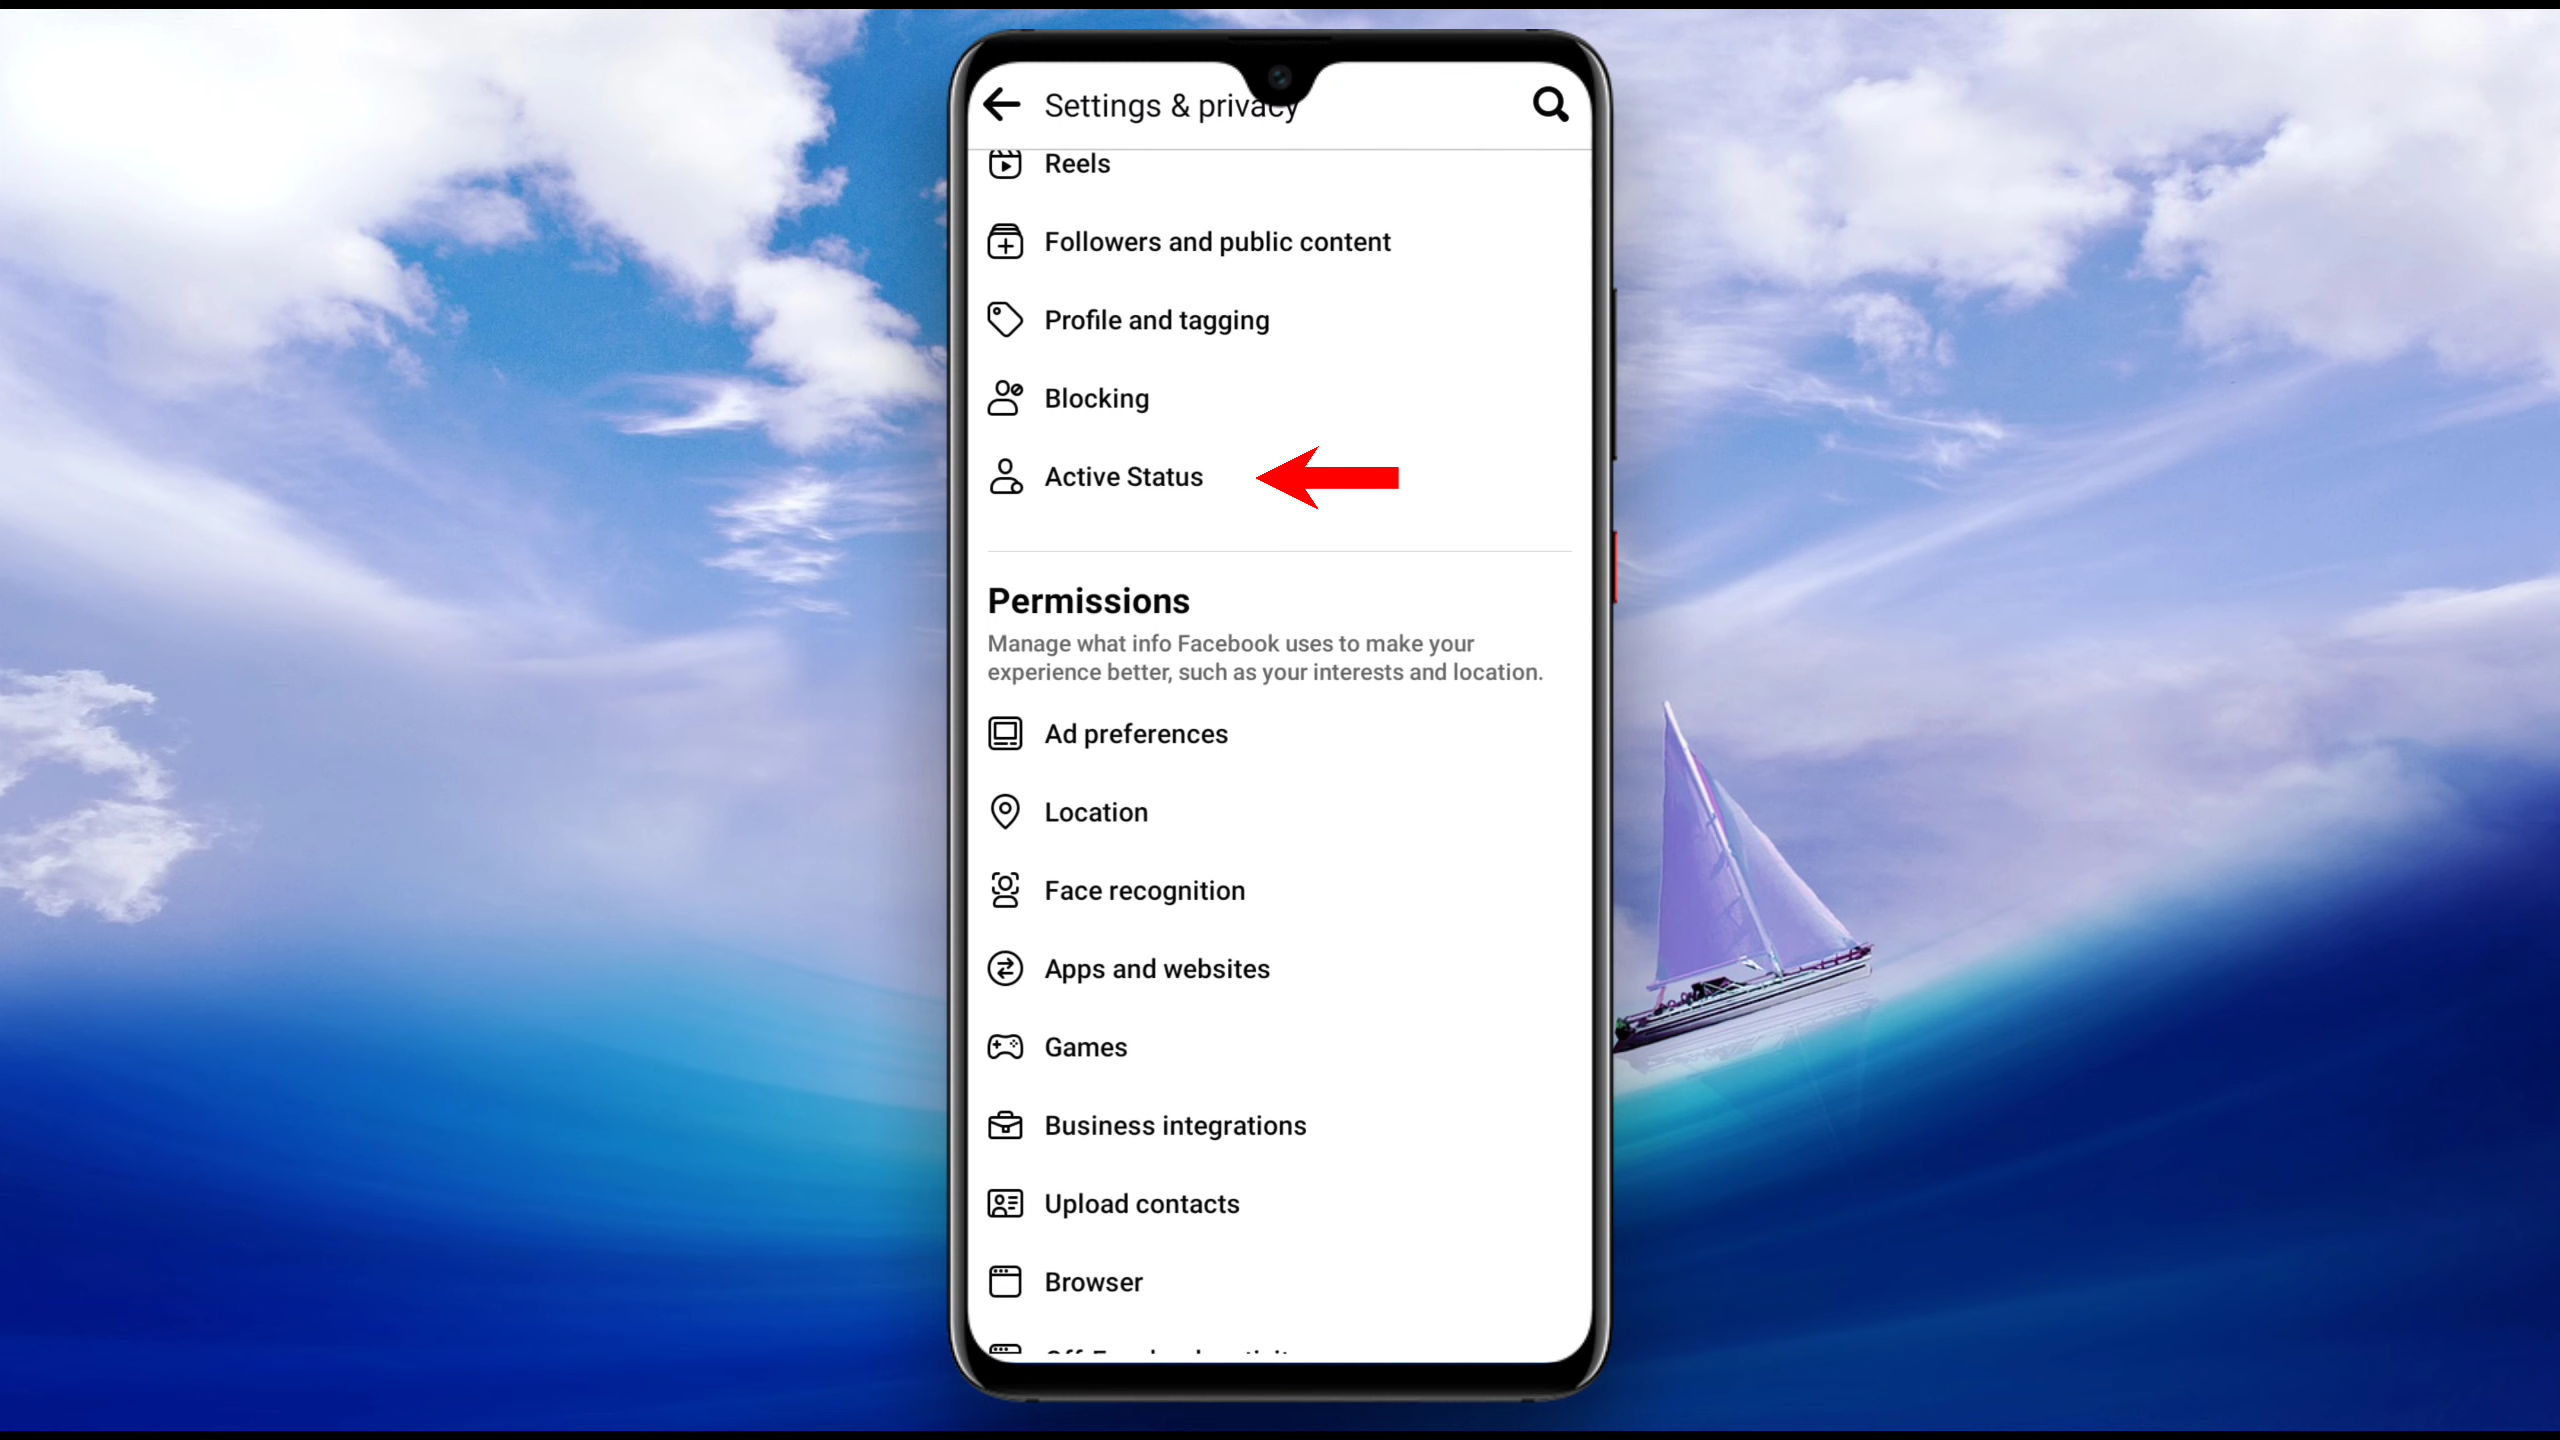 Settings & privacy
Reels
Followers and public content
Profile and tagging
Blocking
Active Status
Permissions
Manage what info Facebook uses to make your
experience better, such as your interests and location.
Ad preferences
Location
Face recognition
Apps and websites
Games
Business integrations
Upload contacts
Browser